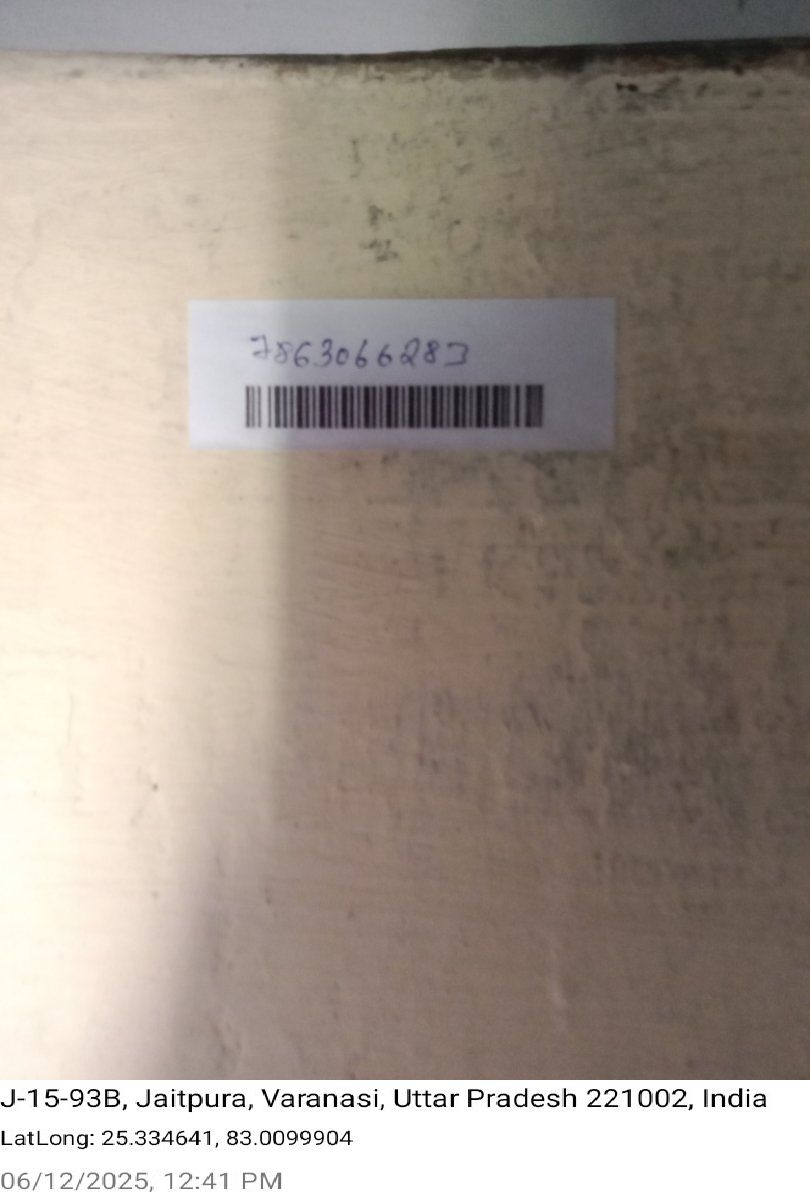 7863066283
J-15-93B, Jaitpura, Varanasi, Uttar Pradesh 221002, India
LatLong: 25.334641, 83.0099904
06/12/2025, 12:41 PM